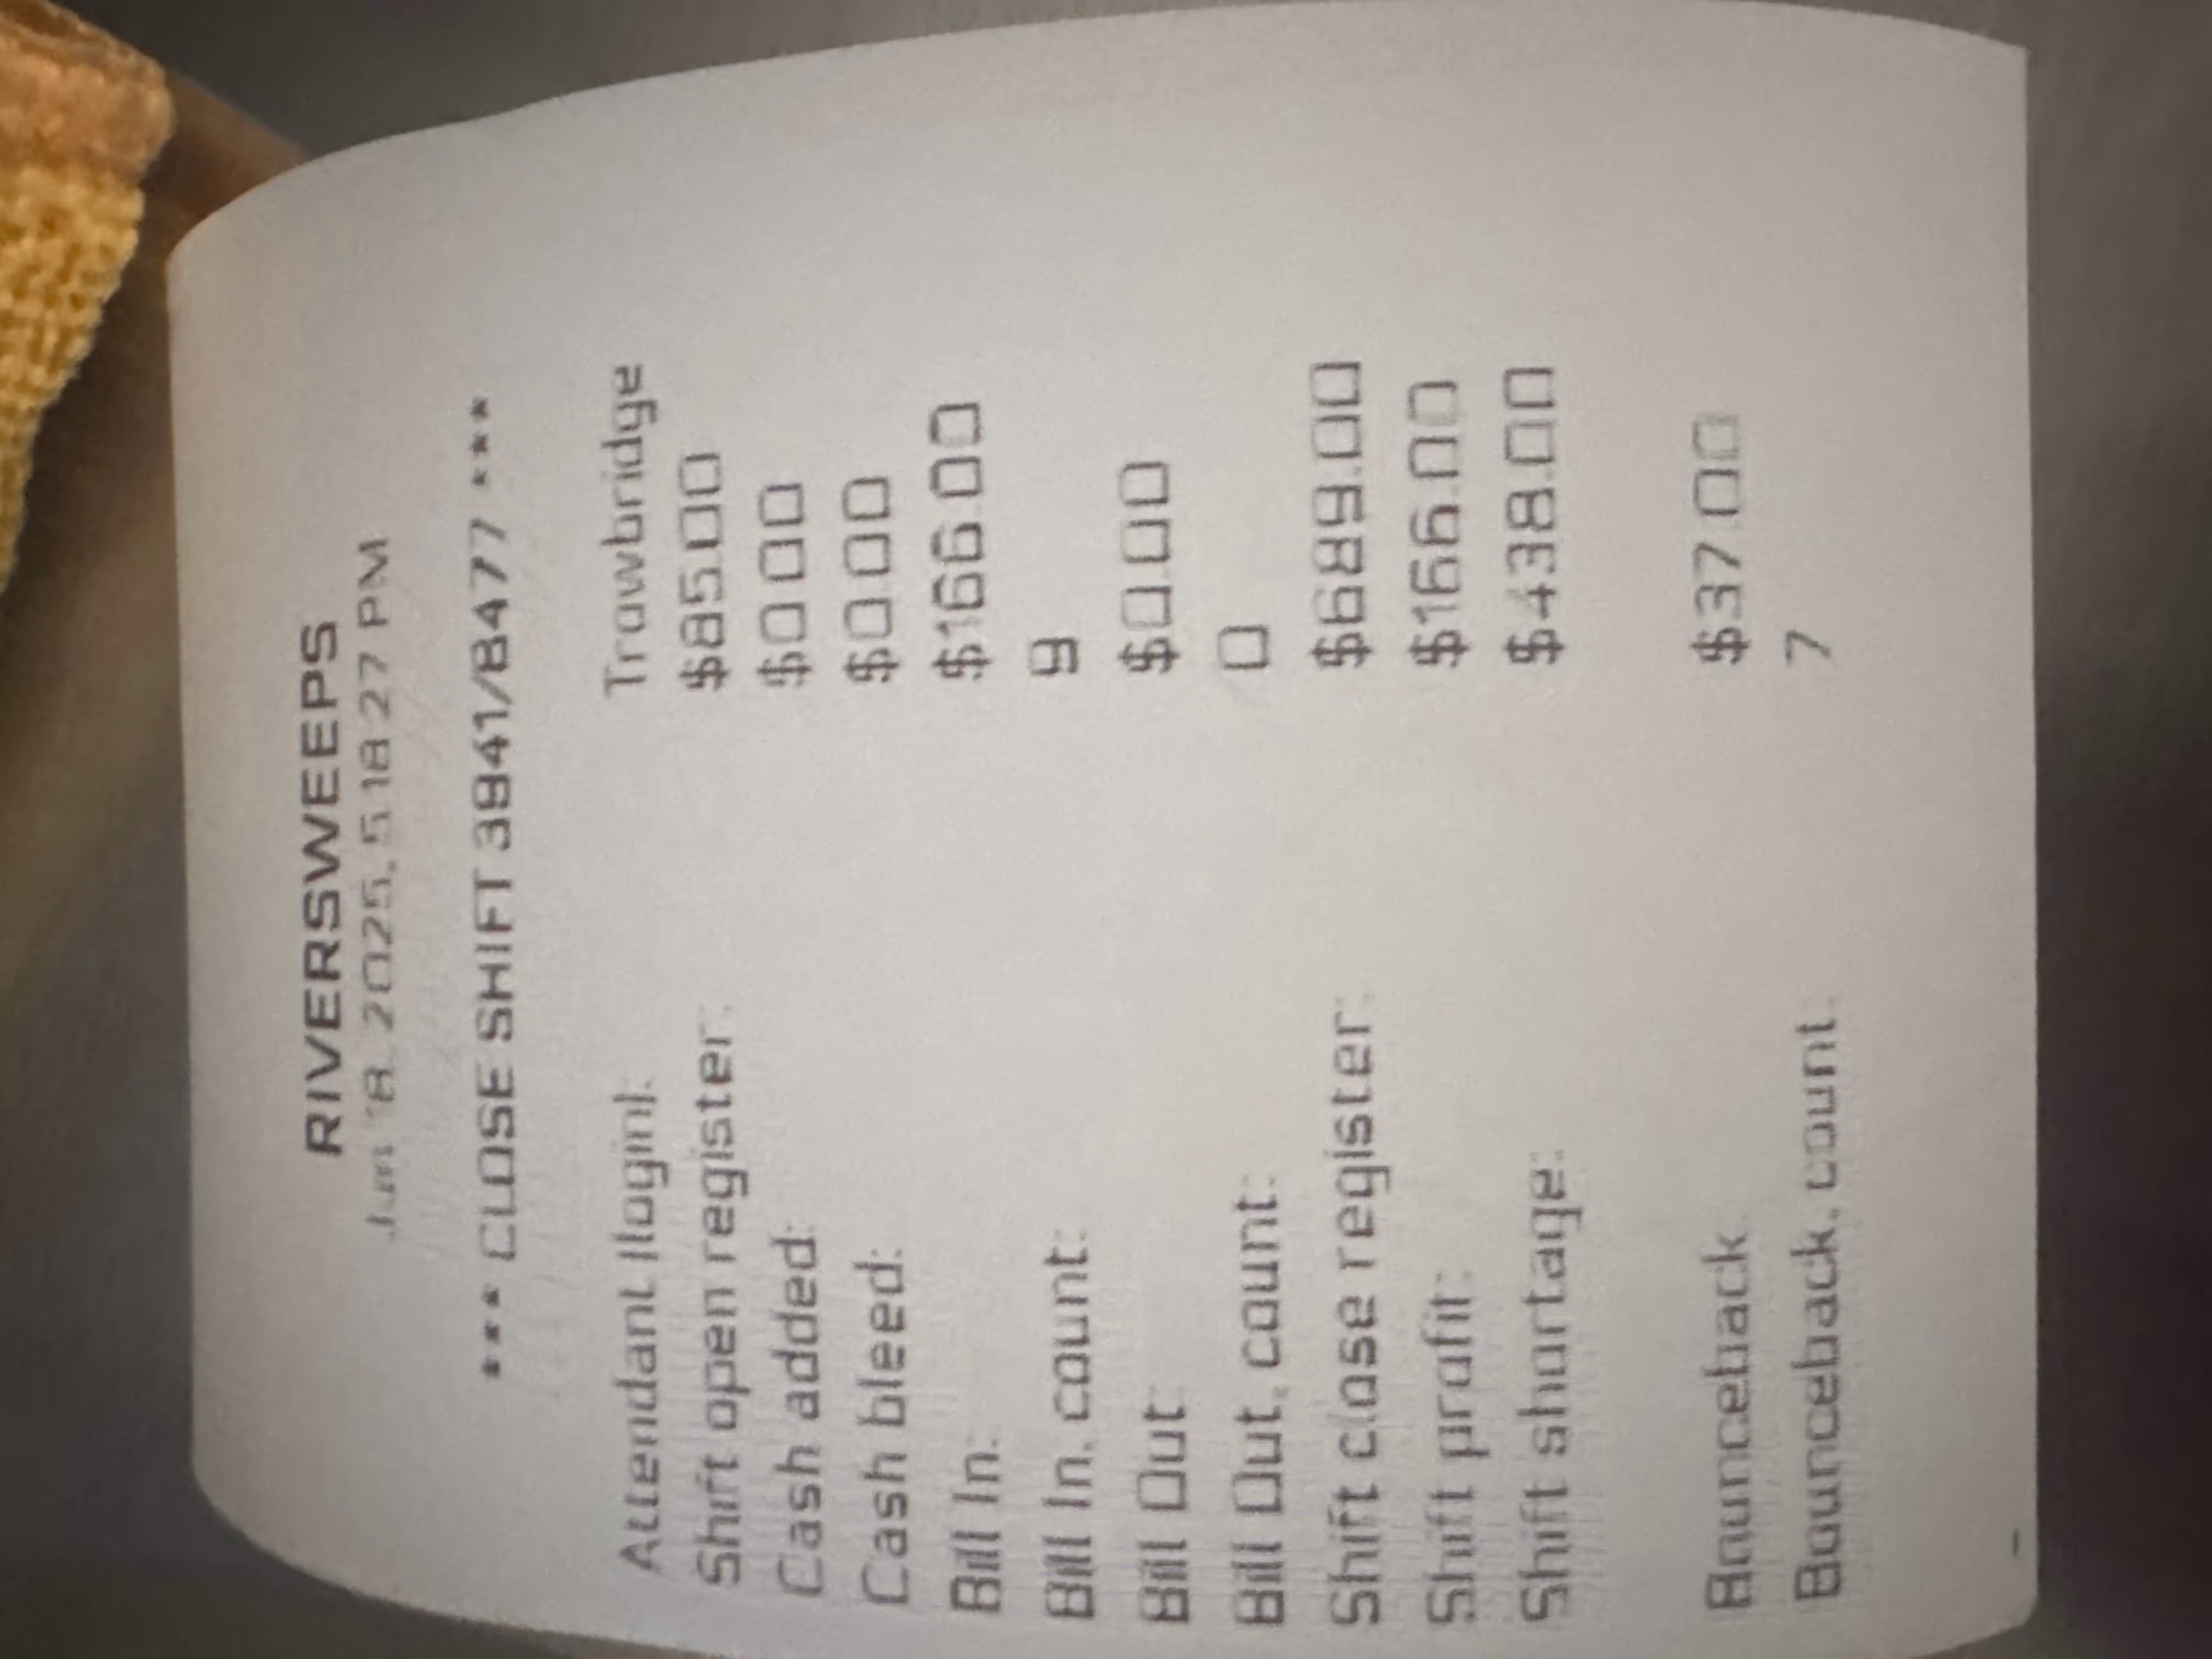 RIVERSWEEPS
Jun 18, 2025, 5:18:27 PM
*** CLOSE SHIFT 3941/8477 ***
Attendant (login): Trowbridge
Shift open register: $85.00
Cash added: $0.00
Cash bleed: $0.00
Bill In: $166.00
Bill In, count: 9
Bill Out: $0.00
Bill Out, count: 0
Shift close register: $689.00
Shift profit: $166.00
Shift shortage: $438.00
Bounceback $37.00
Bounceback, count: 7